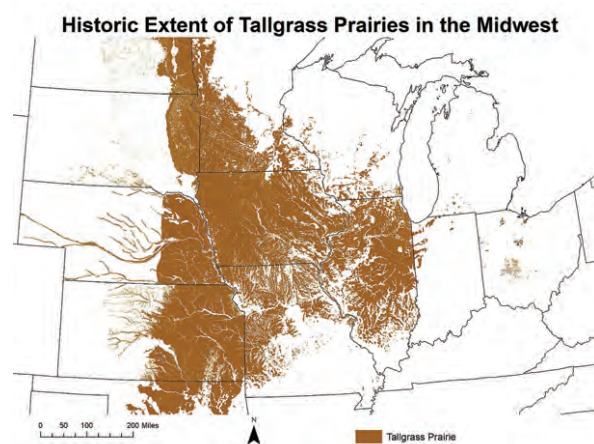 Historic Extent of Tallgrass Prairies in the Midwest
0 50 100 200 Miles
N
Tallgrass Prairie